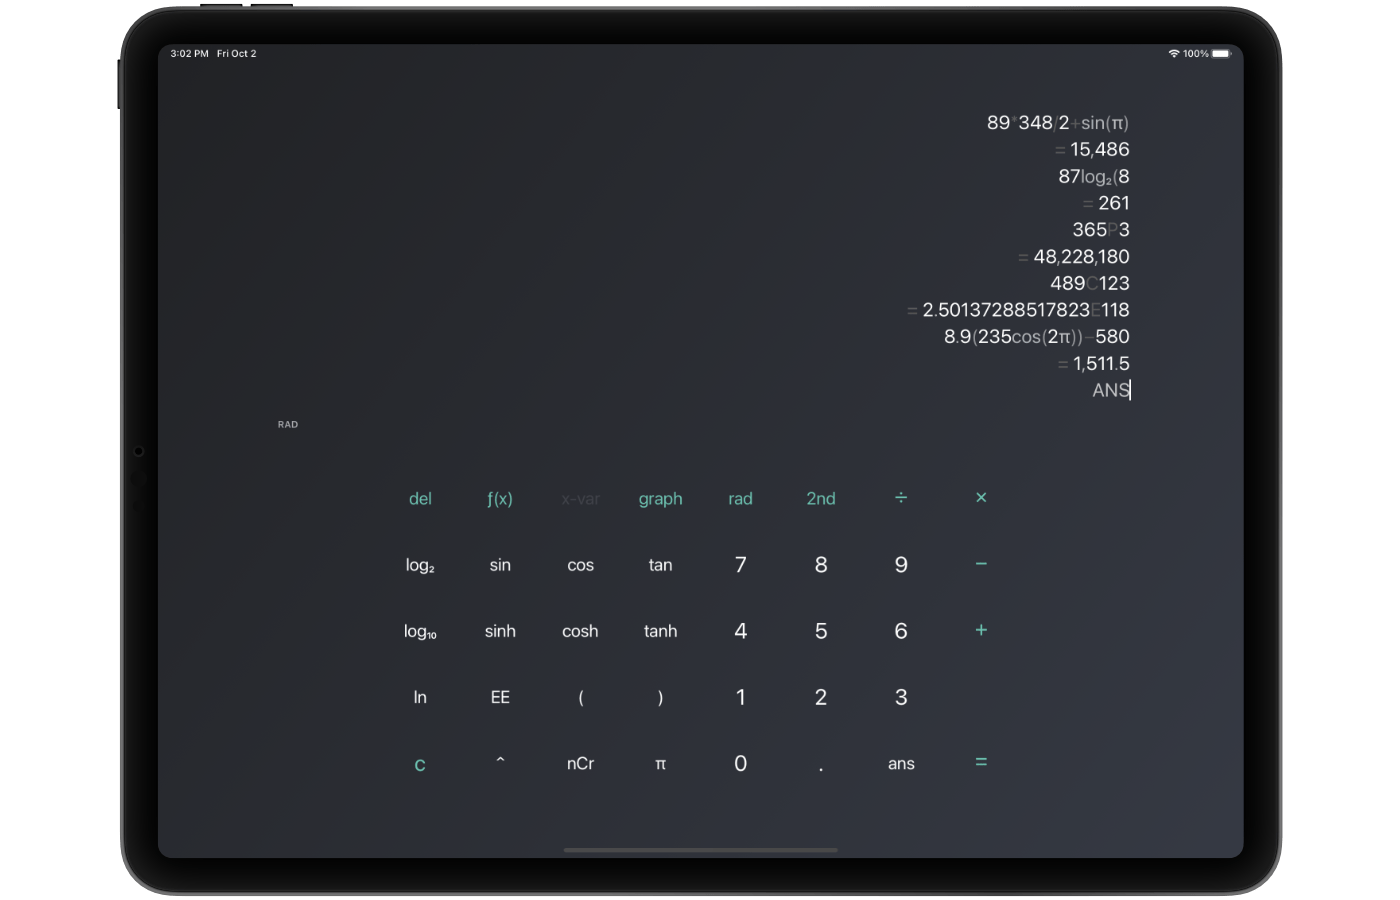 3:02 PM Fri Oct 2 100%
89*348/2+sin(π)
= 15,486
87log₂(8
= 261
365P3
= 48,228,180
489C123
= 2.50137288517823E118
8.9(235cos(2π))−580
= 1,511.5
ANS
RAD
del ƒ(x) x-var graph rad 2nd ÷ ×
log₂ sin cos tan 7 8 9 −
log₁₀ sinh cosh tanh 4 5 6 +
ln EE ( ) 1 2 3
c ^ nCr π 0 . ans =